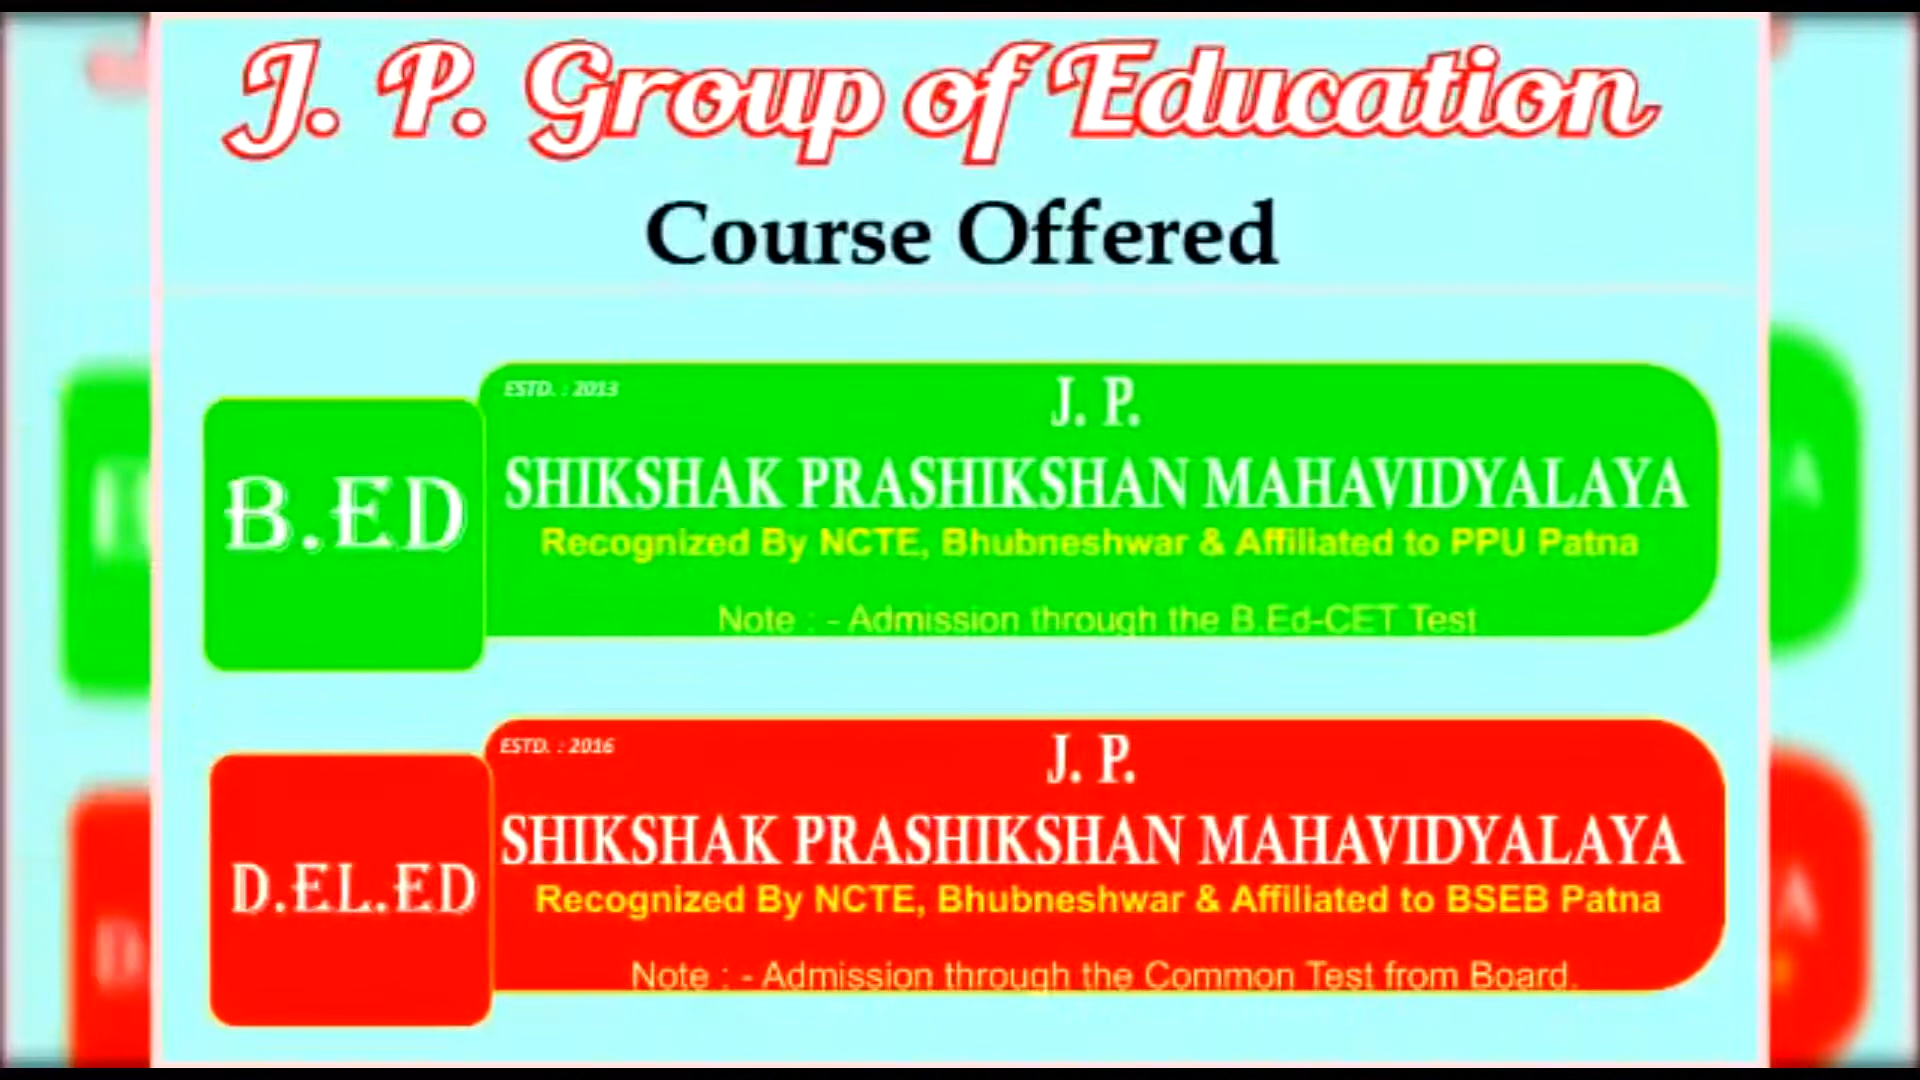 J. P. Group of Education
Course Offered
ESTD. : 2013
J. P.
B.ED
SHIKSHAK PRASHIKSHAN MAHAVIDYALAYA
Recognized By NCTE, Bhubneshwar & Affiliated to PPU Patna
Note : - Admission through the B.Ed-CET Test
ESTD. : 2016
J. P.
D.EL.ED
SHIKSHAK PRASHIKSHAN MAHAVIDYALAYA
Recognized By NCTE, Bhubneshwar & Affiliated to BSEB Patna
Note : - Admission through the Common Test from Board.